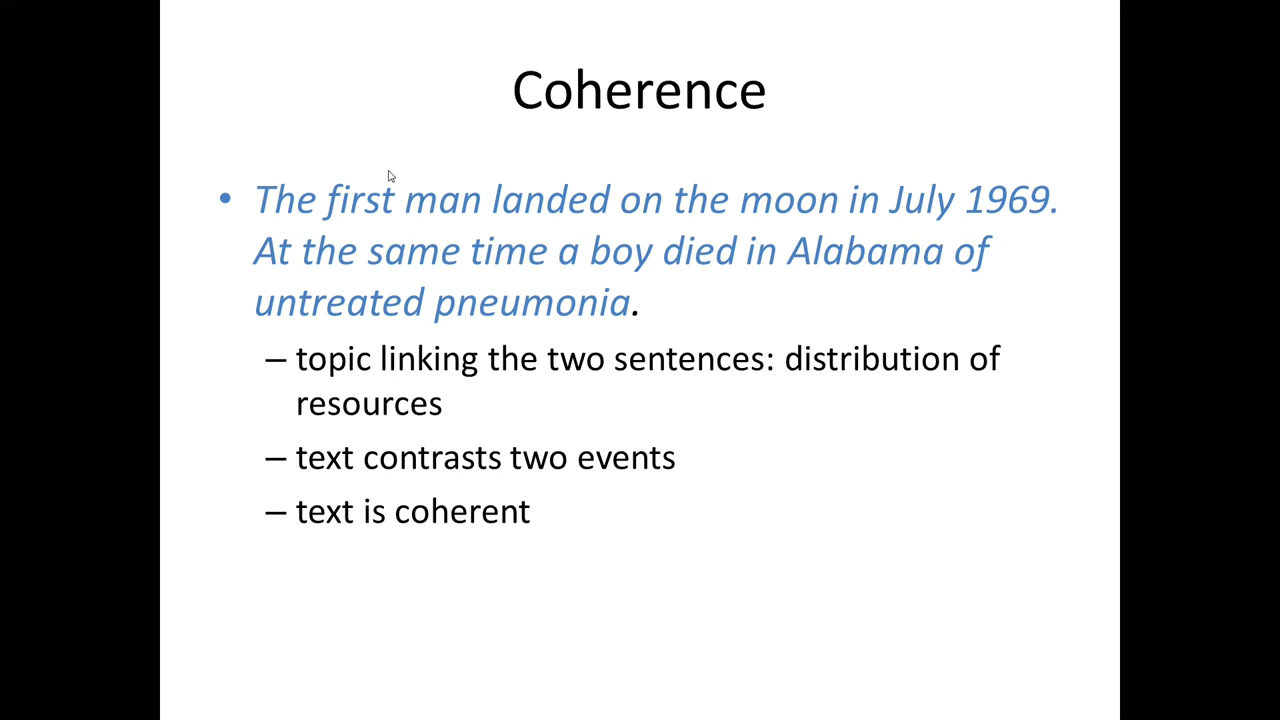 Coherence
• The first man landed on the moon in July 1969.
At the same time a boy died in Alabama of
untreated pneumonia.
– topic linking the two sentences: distribution of
resources
– text contrasts two events
– text is coherent